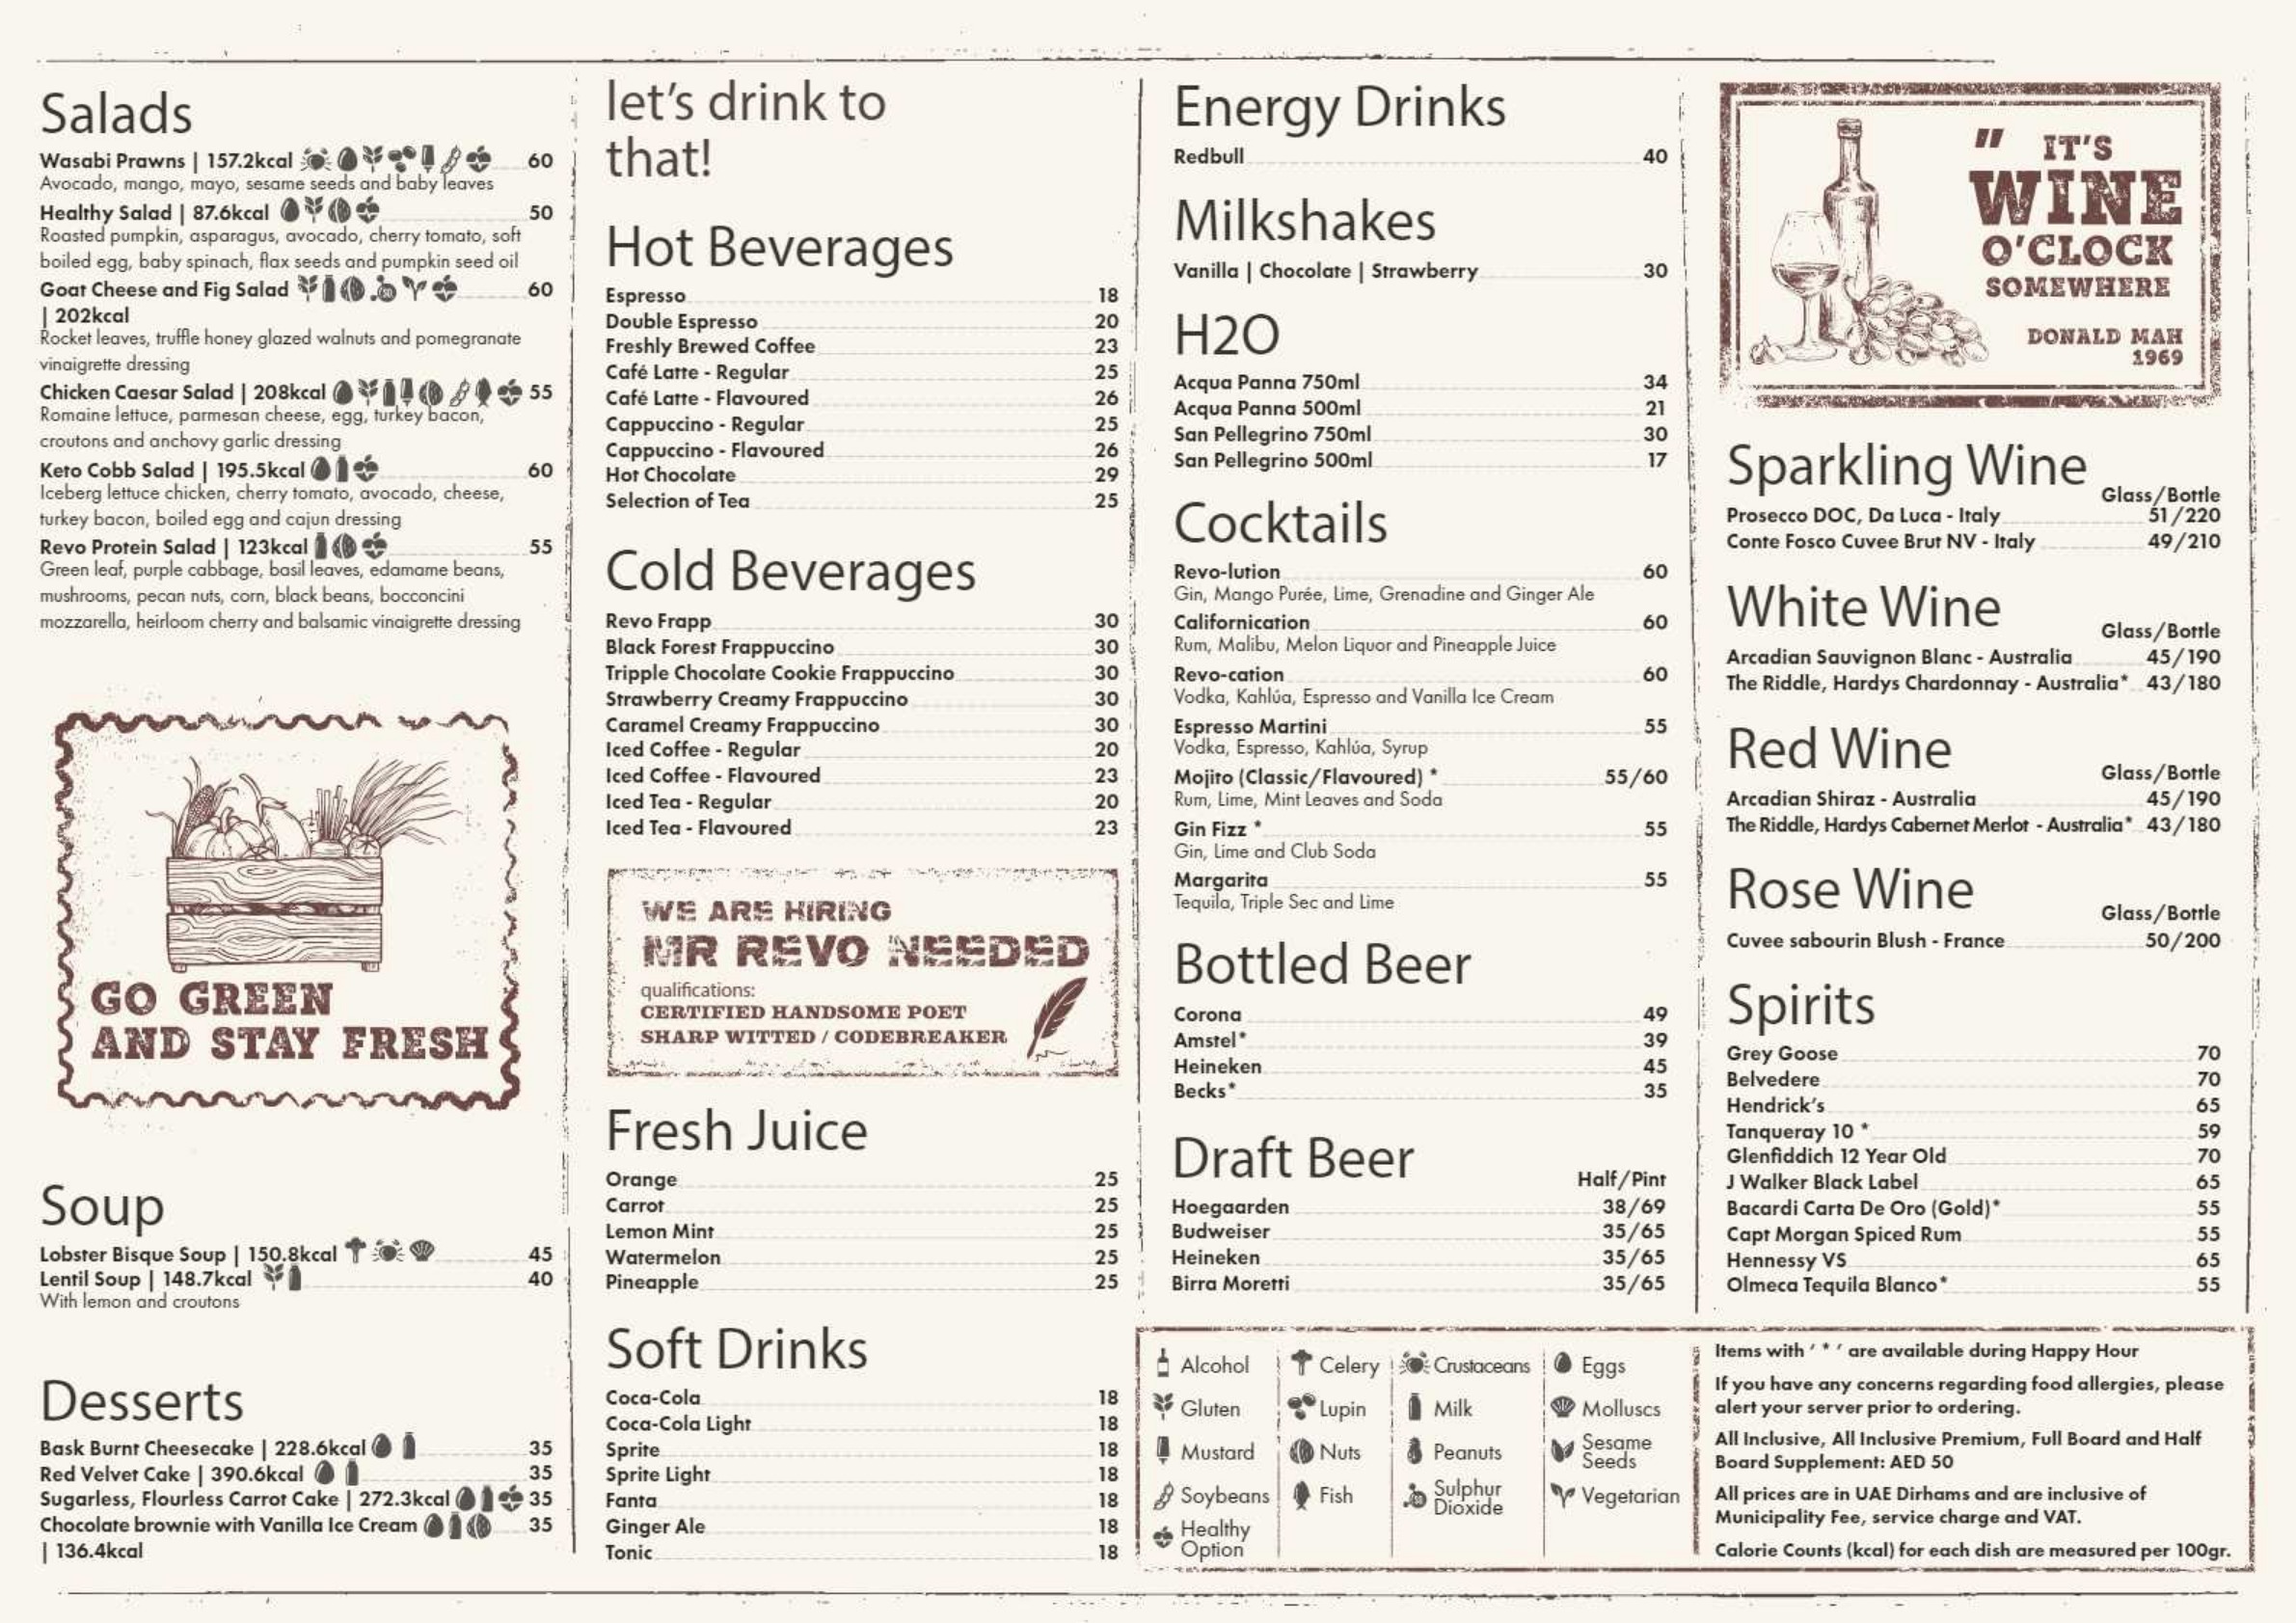 Salads
Wasabi Prawns | 157.2kcal 60
Avocado, mango, mayo, sesame seeds and baby leaves
Healthy Salad | 87.6kcal 50
Roasted pumpkin, asparagus, avocado, cherry tomato, soft
boiled egg, baby spinach, flax seeds and pumpkin seed oil
Goat Cheese and Fig Salad 60
| 202kcal
Rocket leaves, truffle honey glazed walnuts and pomegranate
vinaigrette dressing
Chicken Caesar Salad | 208kcal 55
Romaine lettuce, parmesan cheese, egg, turkey bacon,
croutons and anchovy garlic dressing
Keto Cobb Salad | 195.5kcal 60
Iceberg lettuce chicken, cherry tomato, avocado, cheese,
turkey bacon, boiled egg and cajun dressing
Revo Protein Salad | 123kcal 55
Green leaf, purple cabbage, basil leaves, edamame beans,
mushrooms, pecan nuts, corn, black beans, bocconcini
mozzarella, heirloom cherry and balsamic vinaigrette dressing
GO GREEN
AND STAY FRESH
Soup
Lobster Bisque Soup | 150.8kcal 45
Lentil Soup | 148.7kcal 40
With lemon and croutons
Desserts
Bask Burnt Cheesecake | 228.6kcal 35
Red Velvet Cake | 390.6kcal 35
Sugarless, Flourless Carrot Cake | 272.3kcal 35
Chocolate brownie with Vanilla Ice Cream 35
| 136.4kcal
let's drink to
that!
Hot Beverages
Espresso 18
Double Espresso 20
Freshly Brewed Coffee 23
Café Latte - Regular 25
Café Latte - Flavoured 26
Cappuccino - Regular 25
Cappuccino - Flavoured 26
Hot Chocolate 29
Selection of Tea 25
Cold Beverages
Revo Frapp 30
Black Forest Frappuccino 30
Tripple Chocolate Cookie Frappuccino 30
Strawberry Creamy Frappuccino 30
Caramel Creamy Frappuccino 30
Iced Coffee - Regular 20
Iced Coffee - Flavoured 23
Iced Tea - Regular 20
Iced Tea - Flavoured 23
WE ARE HIRING
MR REVO NEEDED
qualifications:
CERTIFIED HANDSOME POET
SHARP WITTED / CODEBREAKER
Fresh Juice
Orange 25
Carrot 25
Lemon Mint 25
Watermelon 25
Pineapple 25
Soft Drinks
Coca-Cola 18
Coca-Cola Light 18
Sprite 18
Sprite Light 18
Fanta 18
Ginger Ale 18
Tonic 18
Energy Drinks
Redbull 40
Milkshakes
Vanilla | Chocolate | Strawberry 30
H2O
Acqua Panna 750ml 34
Acqua Panna 500ml 21
San Pellegrino 750ml 30
San Pellegrino 500ml 17
Cocktails
Revo-lution 60
Gin, Mango Purée, Lime, Grenadine and Ginger Ale
Californication 60
Rum, Malibu, Melon Liquor and Pineapple Juice
Revo-cation 60
Vodka, Kahlúa, Espresso and Vanilla Ice Cream
Espresso Martini 55
Vodka, Espresso, Kahlúa, Syrup
Mojito (Classic/Flavoured) * 55/60
Rum, Lime, Mint Leaves and Soda
Gin Fizz * 55
Gin, Lime and Club Soda
Margarita 55
Tequila, Triple Sec and Lime
Bottled Beer
Corona 49
Amstel* 39
Heineken 45
Becks* 35
Draft Beer
Half/Pint
Hoegaarden 38/69
Budweiser 35/65
Heineken 35/65
Birra Moretti 35/65
" IT'S
WINE
O'CLOCK
SOMEWHERE
DONALD MAH
1969
Sparkling Wine
Glass/Bottle
Prosecco DOC, Da Luca - Italy 51/220
Conte Fosco Cuvee Brut NV - Italy 49/210
White Wine
Glass/Bottle
Arcadian Sauvignon Blanc - Australia 45/190
The Riddle, Hardys Chardonnay - Australia* 43/180
Red Wine
Glass/Bottle
Arcadian Shiraz - Australia 45/190
The Riddle, Hardys Cabernet Merlot - Australia* 43/180
Rose Wine
Glass/Bottle
Cuvee sabourin Blush - France 50/200
Spirits
Grey Goose 70
Belvedere 70
Hendrick's 65
Tanqueray 10 * 59
Glenfiddich 12 Year Old 70
J Walker Black Label 65
Bacardi Carta De Oro (Gold)* 55
Capt Morgan Spiced Rum 55
Hennessy VS 65
Olmeca Tequila Blanco* 55
Alcohol Celery Crustaceans Eggs
Gluten Lupin Milk Molluscs
Mustard Nuts Peanuts Sesame
Seeds
Soybeans Fish Sulphur
Dioxide Vegetarian
Healthy
Option
Items with ' * ' are available during Happy Hour
If you have any concerns regarding food allergies, please
alert your server prior to ordering.
All Inclusive, All Inclusive Premium, Full Board and Half
Board Supplement: AED 50
All prices are in UAE Dirhams and are inclusive of
Municipality Fee, service charge and VAT.
Calorie Counts (kcal) for each dish are measured per 100gr.